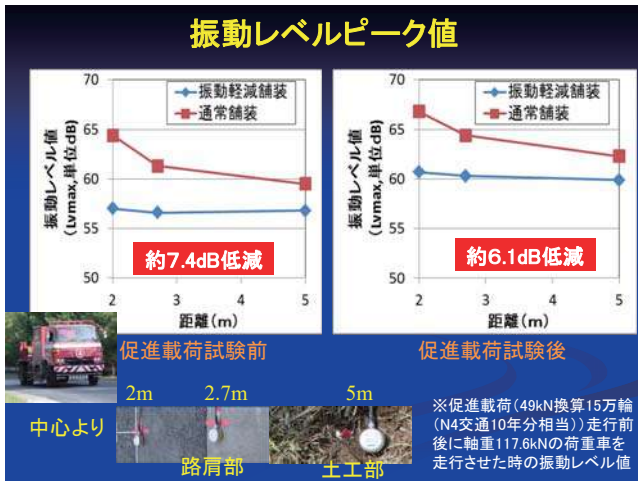 振動レベルピーク値
70
65
60
55
50
振動レベル値
(Lvmax,単位dB)
振動軽減舗装
通常舗装
約7.4dB低減
2
3
4
5
距離(m)
70
65
60
55
50
振動レベル値
(Lvmax,単位dB)
振動軽減舗装
通常舗装
約6.1dB低減
2
3
4
5
距離(m)
促進載荷試験前
促進載荷試験後
2m
2.7m
5m
中心より
路肩部
土工部
※促進載荷(49kN換算15万輪
(N4交通10年分相当))走行前
後に軸重117.6kNの荷重車を
走行させた時の振動レベル値